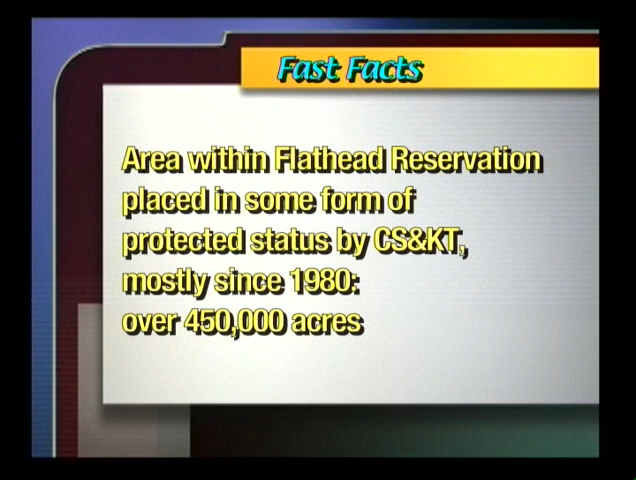 Fast Facts
Area within Flathead Reservation
placed in some form of
protected status by CS&KT,
mostly since 1980:
over 450,000 acres